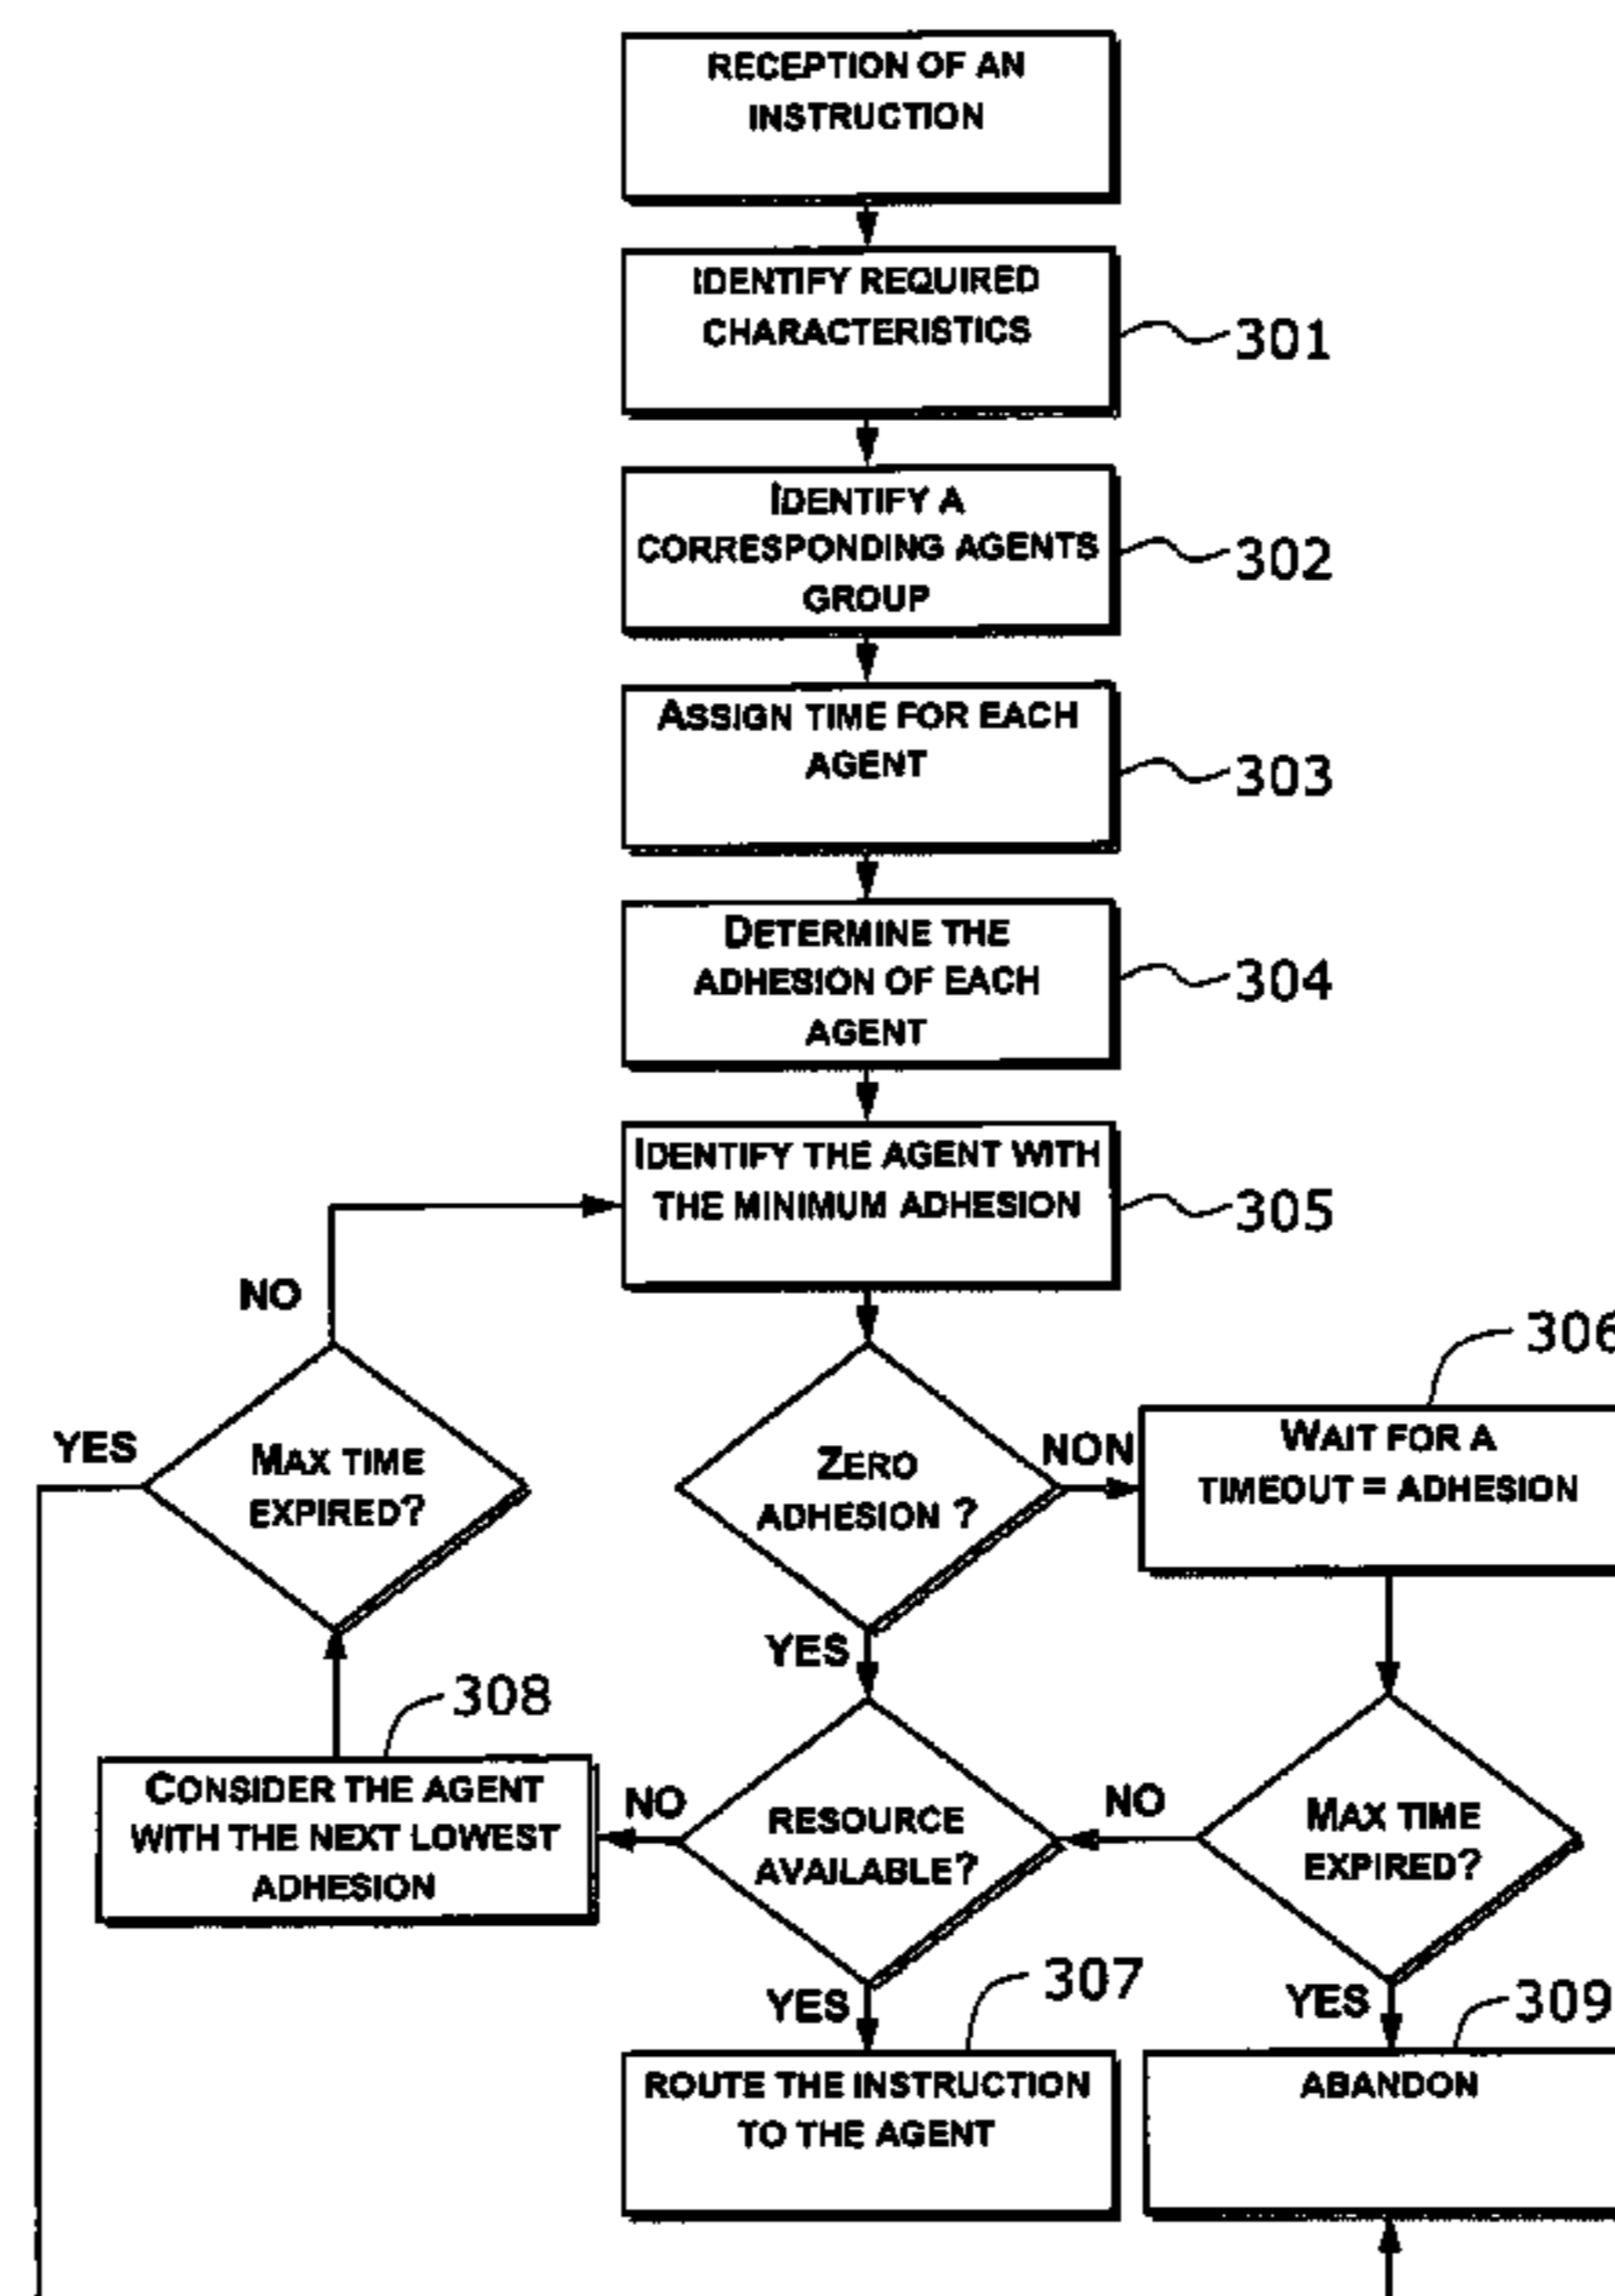 RECEPTION OF AN
INSTRUCTION
IDENTIFY REQUIRED
CHARACTERISTICS
301
IDENTIFY A
CORRESPONDING AGENTS
GROUP
302
ASSIGN TIME FOR EACH
AGENT
303
DETERMINE THE
ADHESION OF EACH
AGENT
304
IDENTIFY THE AGENT WITH
THE MINIMUM ADHESION
305
NO
306
YES
MAX TIME
EXPIRED?
ZERO
ADHESION ?
NON
WAIT FOR A
TIMEOUT = ADHESION
YES
308
CONSIDER THE AGENT
WITH THE NEXT LOWEST
ADHESION
NO
RESOURCE
AVAILABLE?
NO
MAX TIME
EXPIRED?
YES
307
YES
309
ROUTE THE INSTRUCTION
TO THE AGENT
ABANDON